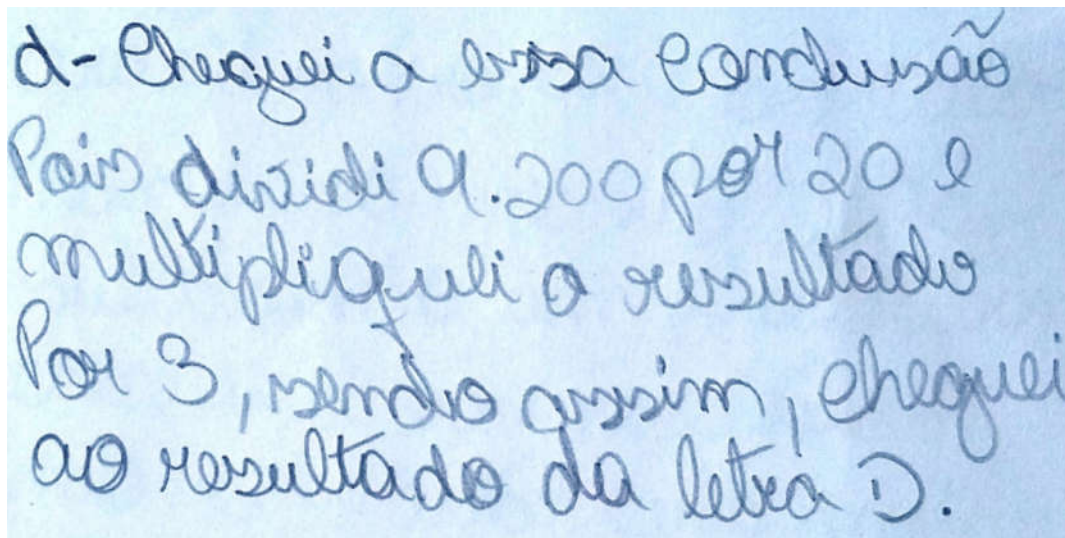 d- Cheguei a essa conclusão
Pois dividi 9.200 por 20 e
multipliquei o resultado
Por 3, sendo assim, cheguei
ao resultado da letra D.